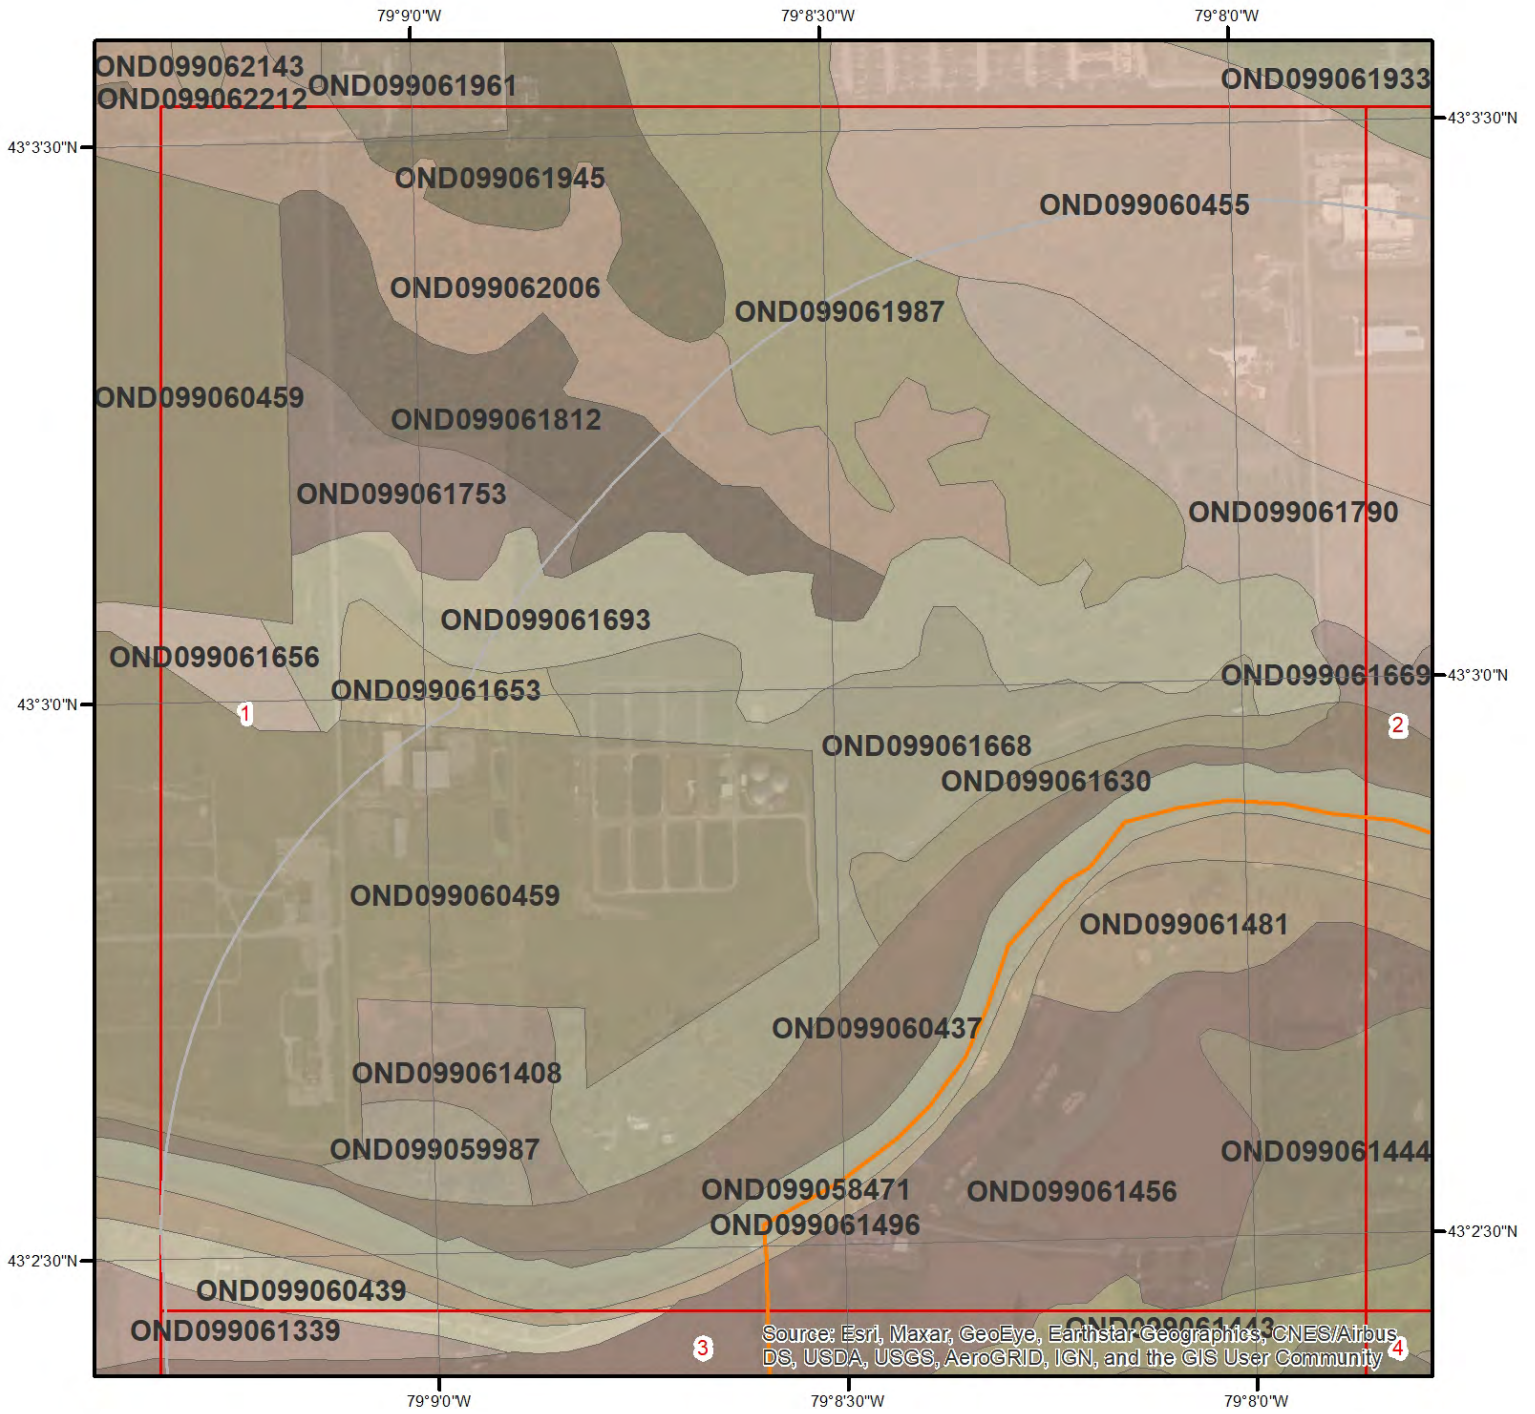 79°9'0"W
79°8'30"W
79°8'0"W
OND099062143
OND099061961
OND099061933
OND099062212
43°3'30"N
43°3'30"N
OND099061945
OND099060455
OND099062006
OND099061987
OND099060459
OND099061812
OND099061753
OND099061790
OND099061693
OND099061656
OND099061669
43°3'0"N
OND099061653
43°3'0"N
1
2
OND099061668
OND099061630
OND099060459
OND099061481
OND099060437
OND099061408
OND099059987
OND099061444
OND099058471
OND099061456
OND099061496
43°2'30"N
43°2'30"N
OND099060439
OND099061339
OND099061443
3
Source: Esri, Maxar, GeoEye, Earthstar Geographics, CNES/Airbus
DS, USDA, USGS, AeroGRID, IGN, and the GIS User Community
4
79°9'0"W
79°8'30"W
79°8'0"W